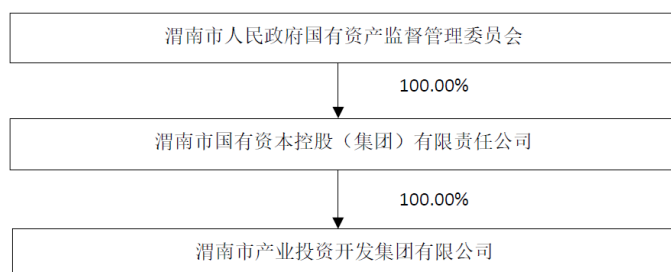 渭南市人民政府国有资产监督管理委员会
100.00%
渭南市国有资本控股（集团）有限责任公司
100.00%
渭南市产业投资开发集团有限公司